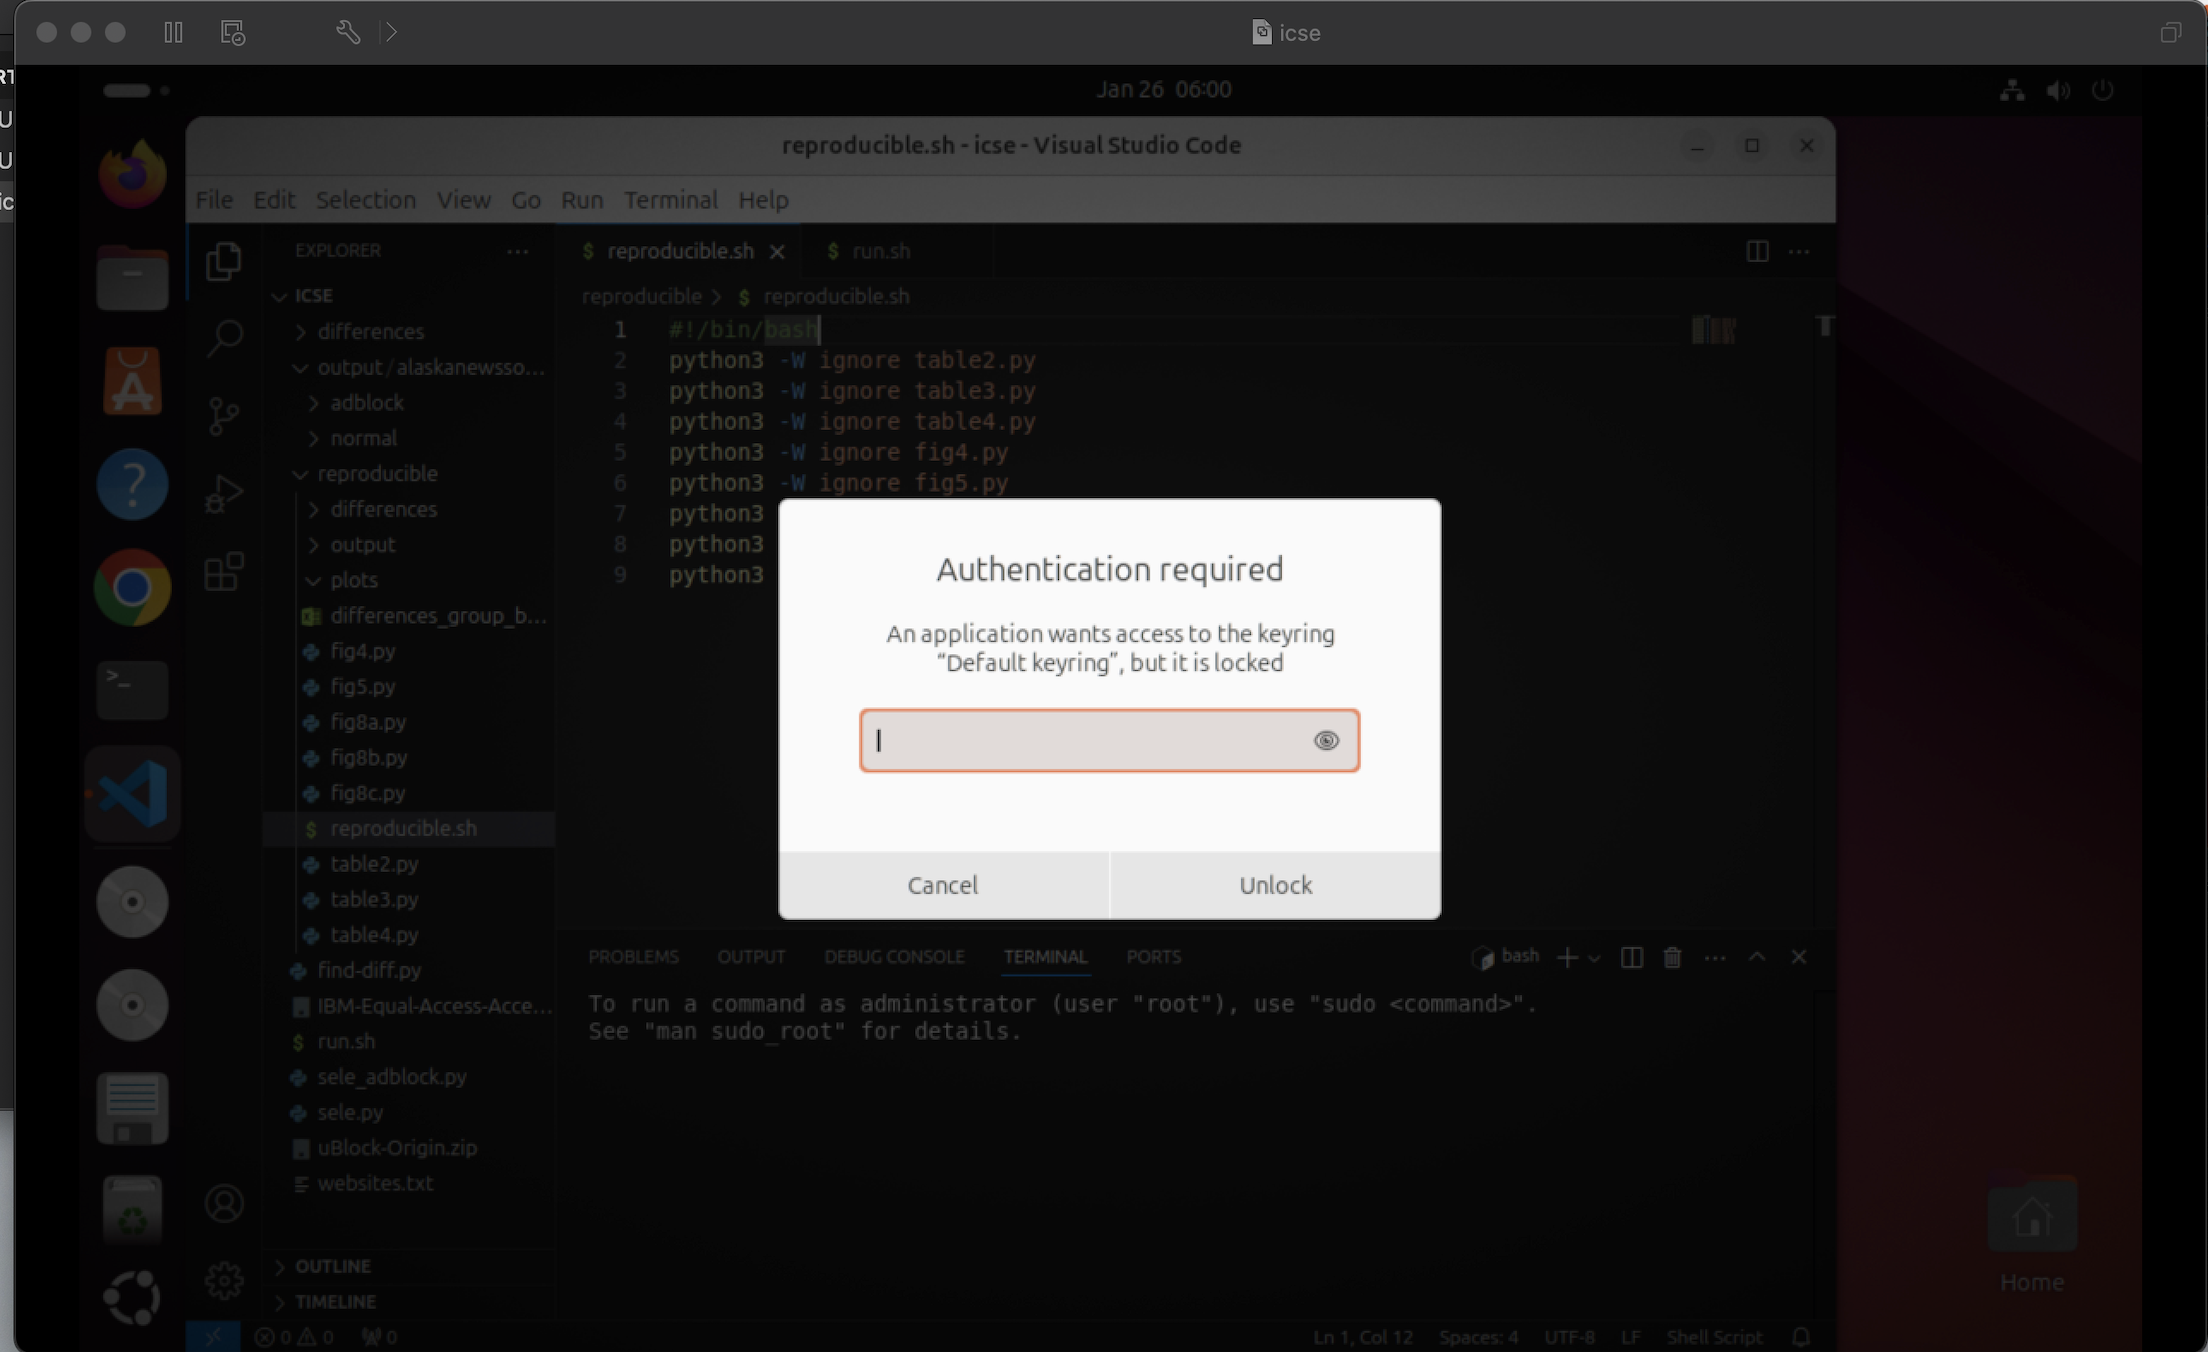 icse
RT
U
U
ic
Jan 26 06:00
reproducible.sh - icse - Visual Studio Code
File Edit Selection View Go Run Terminal Help
EXPLORER
reproducible.sh
run.sh
ICSE
reproducible > $ reproducible.sh
differences
output/alaskanewsso...
adblock
normal
reproducible
differences
output
plots
differences_group_b...
fig4.py
fig5.py
fig8a.py
fig8b.py
fig8c.py
$ reproducible.sh
table2.py
table3.py
table4.py
find-diff.py
IBM-Equal-Access-Acce...
$ run.sh
sele_adblock.py
sele.py
uBlock-Origin.zip
websites.txt
OUTLINE
TIMELINE
1 #!/bin/bash
2 python3 -W ignore table2.py
3 python3 -W ignore table3.py
4 python3 -W ignore table4.py
5 python3 -W ignore fig4.py
6 python3 -W ignore fig5.py
7 python3
8 python3
9 python3
Authentication required
An application wants access to the keyring
“Default keyring”, but it is locked
Cancel
Unlock
PROBLEMS OUTPUT DEBUG CONSOLE TERMINAL PORTS
bash
To run a command as administrator (user "root"), use "sudo <command>".
See "man sudo_root" for details.
Home
0 0 0
Ln 1, Col 12 Spaces: 4 UTF-8 LF Shell Script